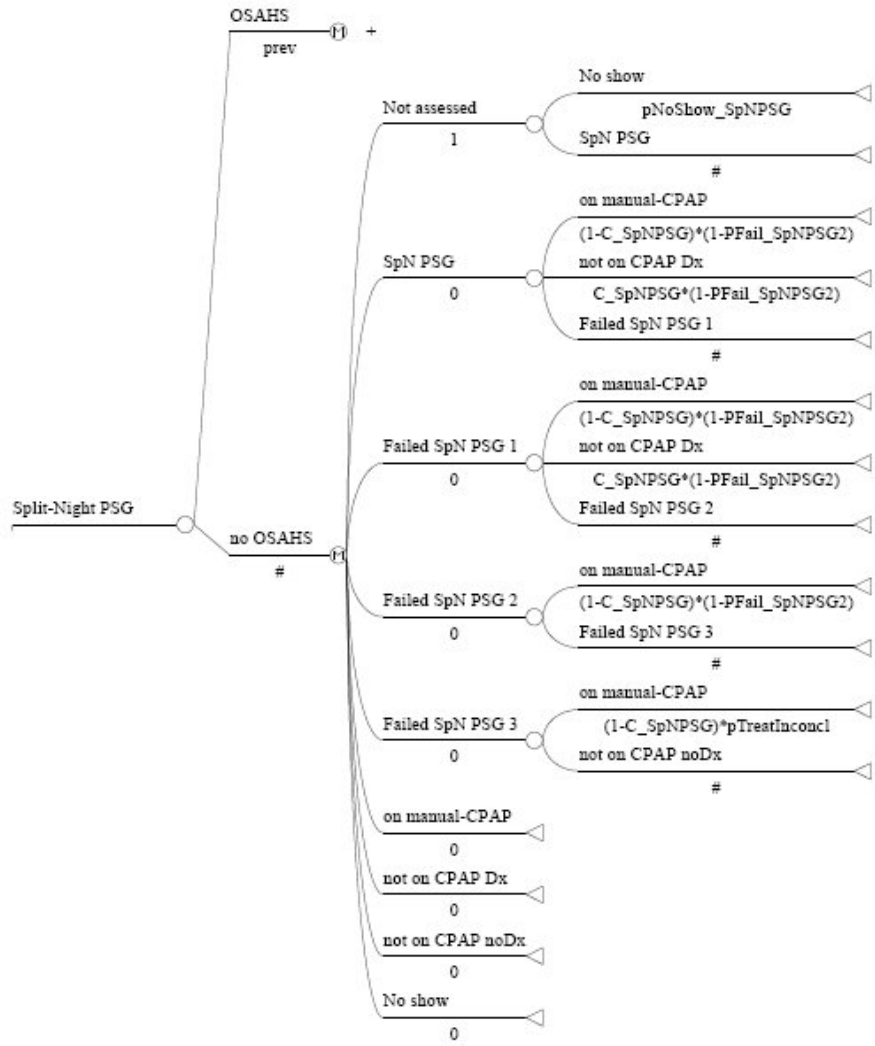 OSAHS
prev
M
+
No show
pNoShow_SpNPSG
Not assessed
1
SpN PSG
#
on manual-CPAP
(1-C_SpNPSG)*(1-PFail_SpNPSG2)
SpN PSG
0
not on CPAP Dx
C_SpNPSG*(1-PFail_SpNPSG2)
Failed SpN PSG 1
#
on manual-CPAP
(1-C_SpNPSG)*(1-PFail_SpNPSG2)
Failed SpN PSG 1
0
not on CPAP Dx
C_SpNPSG*(1-PFail_SpNPSG2)
Failed SpN PSG 2
#
Split-Night PSG
no OSAHS
#
M
on manual-CPAP
(1-C_SpNPSG)*(1-PFail_SpNPSG2)
Failed SpN PSG 2
0
Failed SpN PSG 3
#
on manual-CPAP
(1-C_SpNPSG)*pTreatIncon​cl
Failed SpN PSG 3
0
not on CPAP noDx
#
on manual-CPAP
0
not on CPAP Dx
0
not on CPAP noDx
0
No show
0